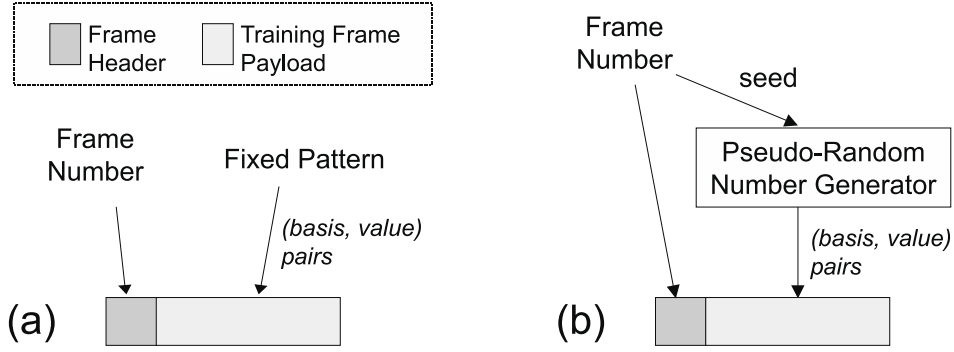 Frame
Header
Training Frame
Payload
Frame
Number
Fixed Pattern
(basis, value)
pairs
(a)
Frame
Number
seed
Pseudo-Random
Number Generator
(basis, value)
pairs
(b)